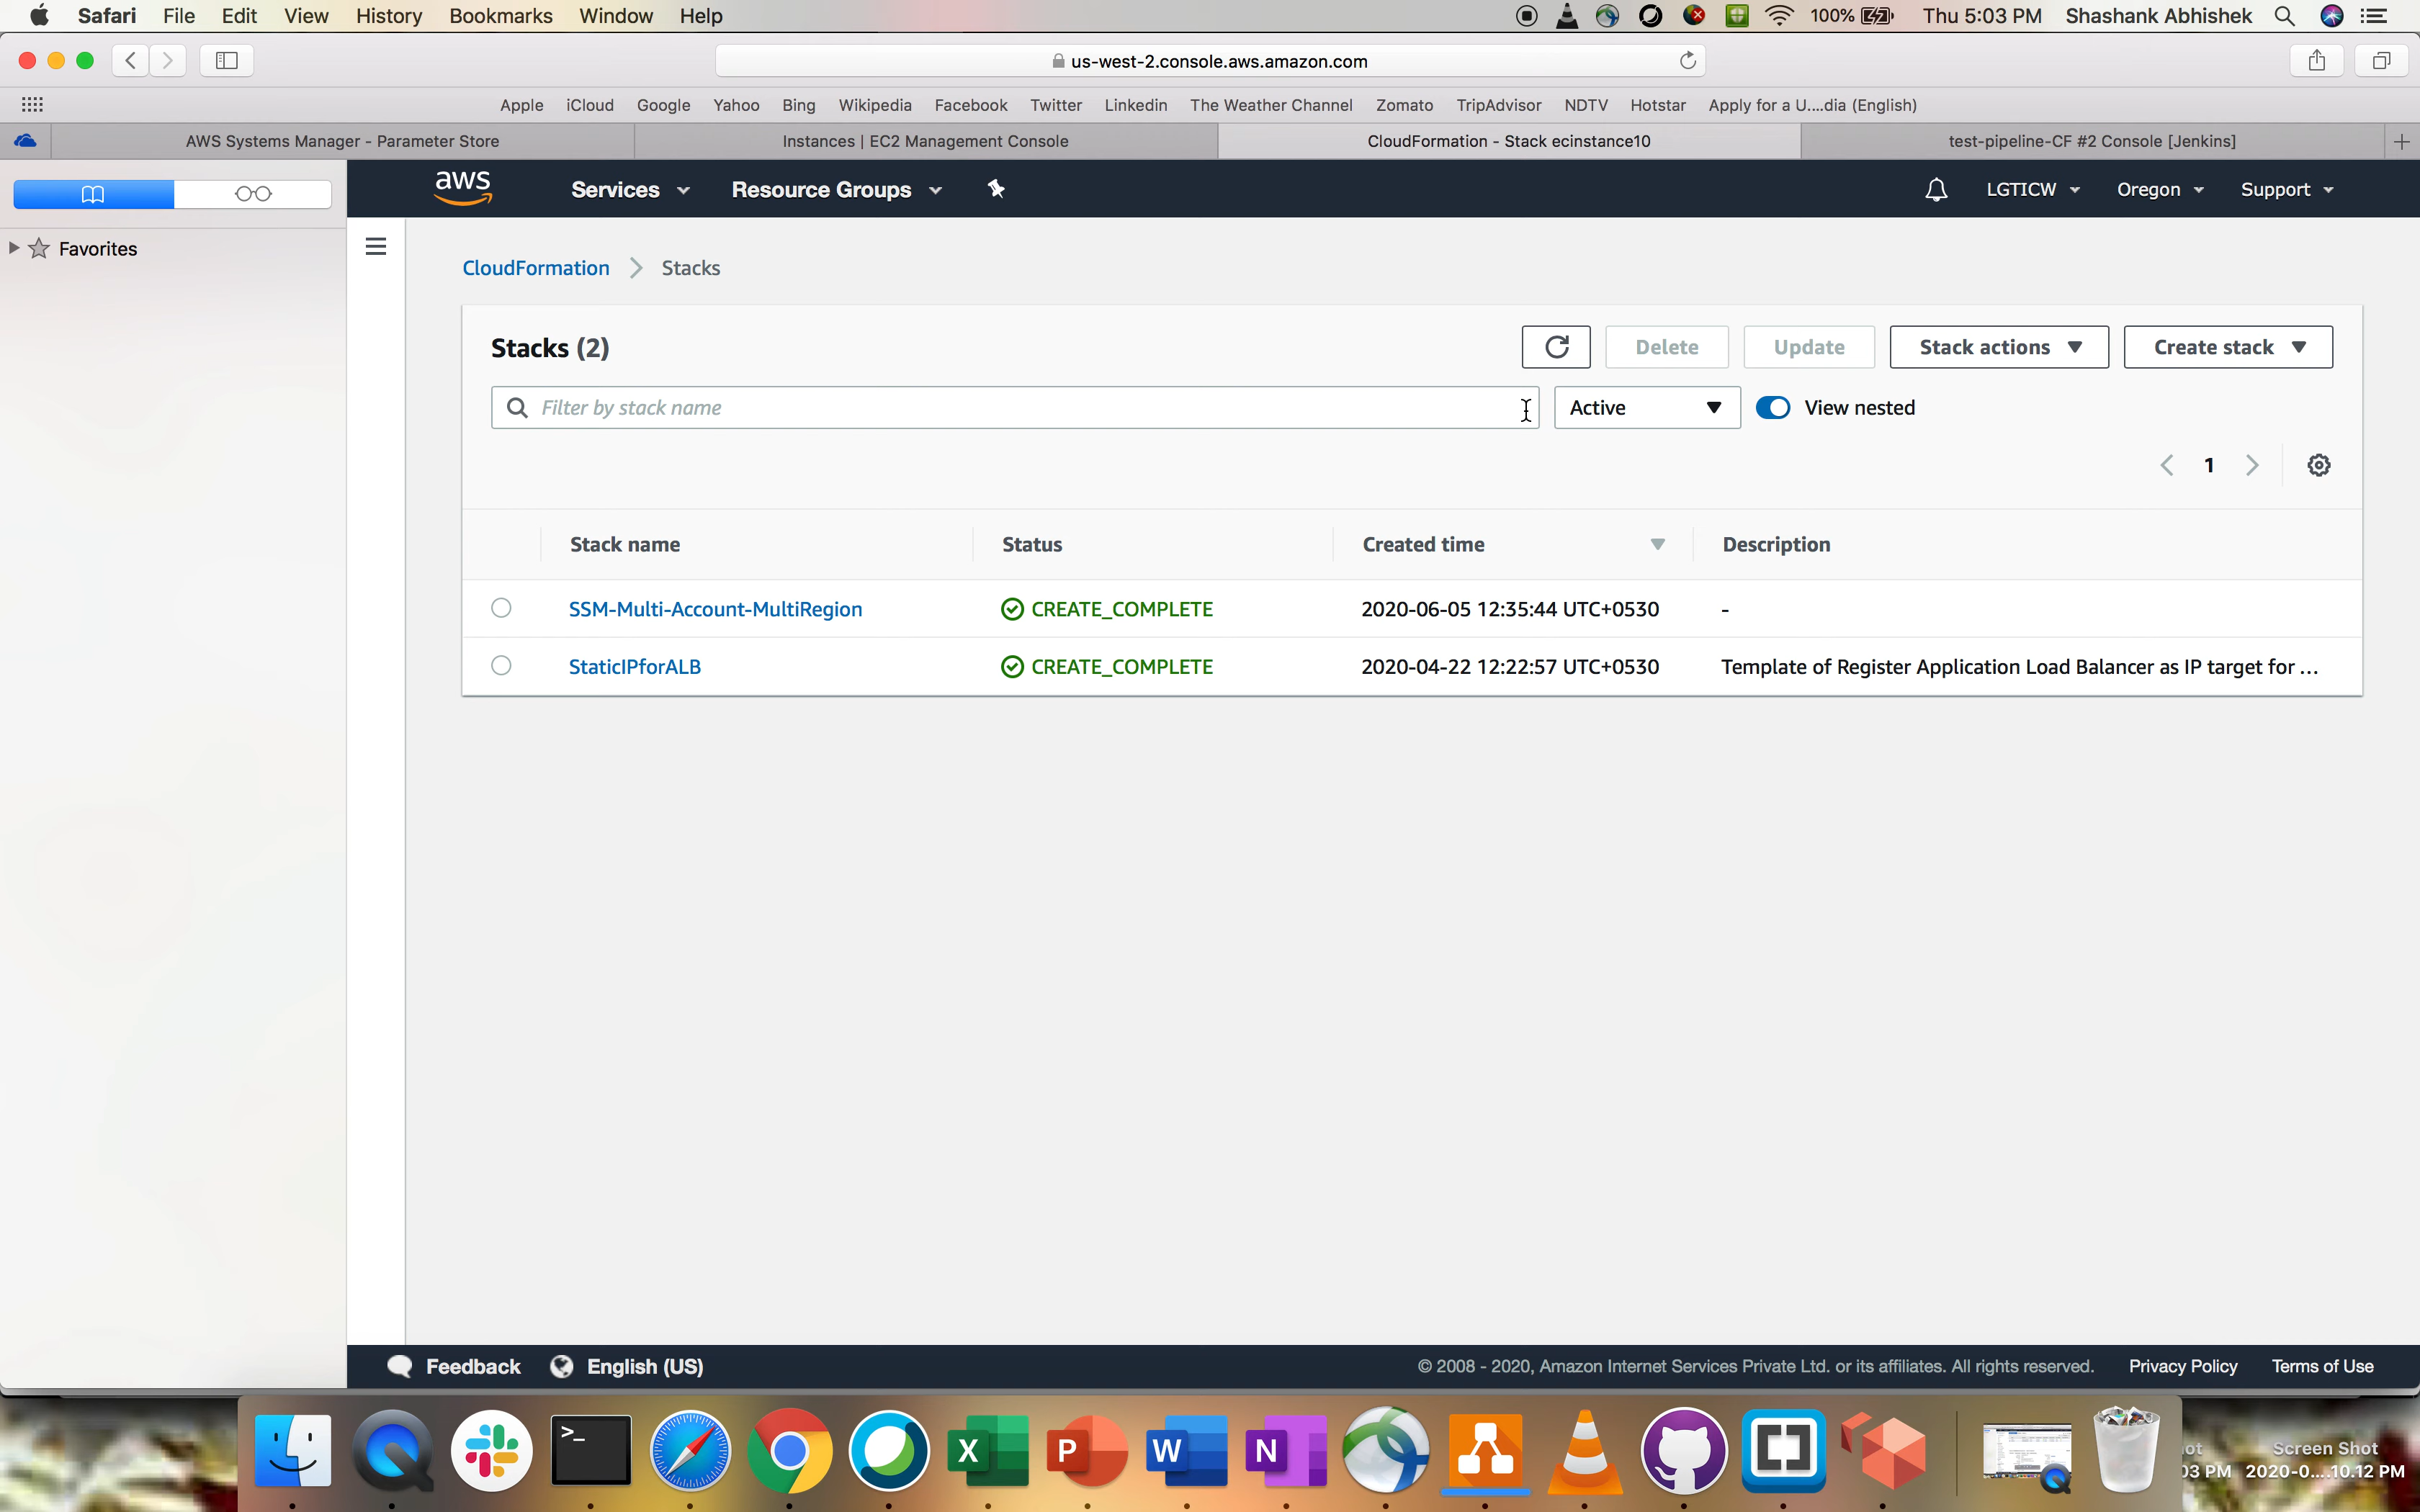 Safari File Edit View History Bookmarks Window Help 100% Thu 5:03 PM Shashank Abhishek
us-west-2.console.aws.amazon.com
Apple iCloud Google Yahoo Bing Wikipedia Facebook Twitter Linkedin The Weather Channel Zomato TripAdvisor NDTV Hotstar Apply for a U....dia (English)
AWS Systems Manager - Parameter Store Instances | EC2 Management Console CloudFormation - Stack ecinstance10 test-pipeline-CF #2 Console [Jenkins]
aws Services Resource Groups LGTICW Oregon Support
Favorites
CloudFormation Stacks
Stacks (2) Delete Update Stack actions Create stack
Filter by stack name Active View nested
1
Stack name Status Created time Description
SSM-Multi-Account-MultiRegion CREATE_COMPLETE 2020-06-05 12:35:44 UTC+0530 -
StaticIPforALB CREATE_COMPLETE 2020-04-22 12:22:57 UTC+0530 Template of Register Application Load Balancer as IP target for ...
Feedback English (US) © 2008 - 2020, Amazon Internet Services Private Ltd. or its affiliates. All rights reserved. Privacy Policy Terms of Use
>_ X P W N
Screen Shot
03 PM 2020-0....10.12 PM